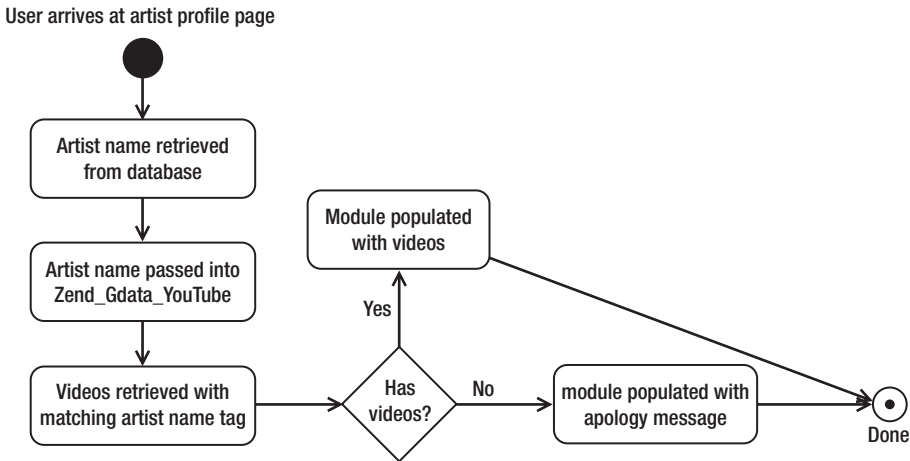 User arrives at artist profile page
Artist name retrieved
from database
Artist name passed into
Zend_Gdata_YouTube
Videos retrieved with
matching artist name tag
Has
videos?
Yes
Module populated
with videos
No
module populated with
apology message
Done